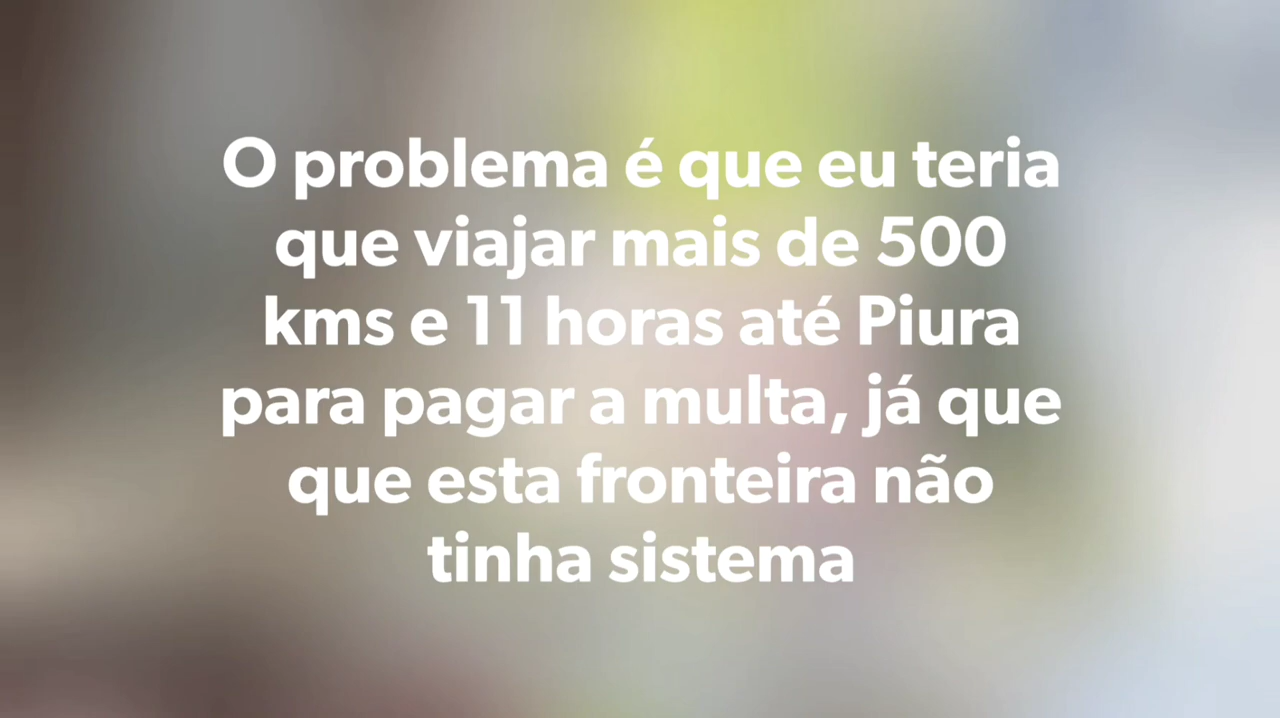 O problema é que eu teria
que viajar mais de 500
kms e 11 horas até Piura
para pagar a multa, já que
que esta fronteira não
tinha sistema